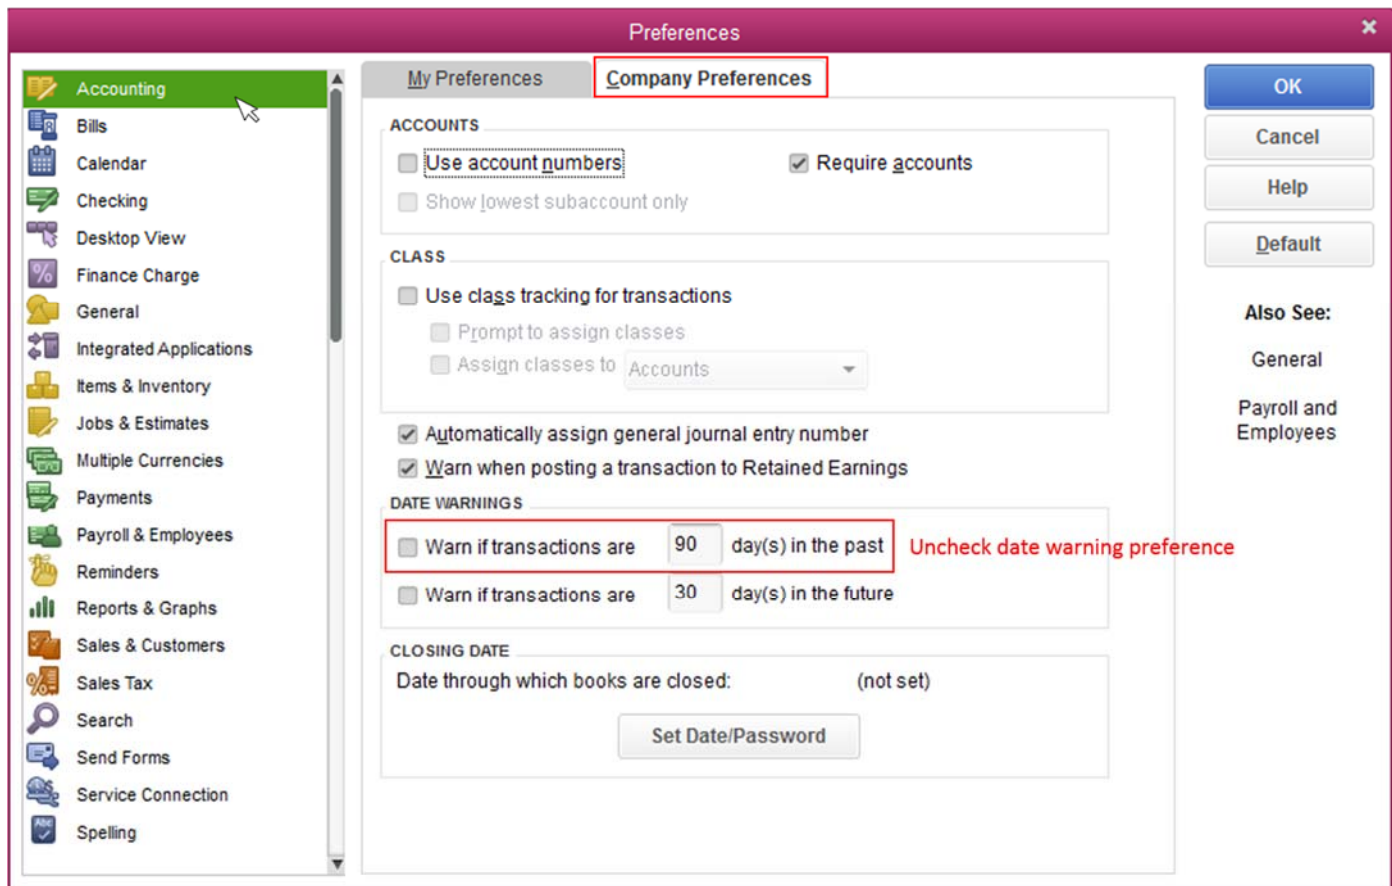 Preferences
Accounting
Bills
Calendar
Checking
Desktop View
Finance Charge
General
Integrated Applications
Items & Inventory
Jobs & Estimates
Multiple Currencies
Payments
Payroll & Employees
Reminders
Reports & Graphs
Sales & Customers
Sales Tax
Search
Send Forms
Service Connection
Spelling
My Preferences
Company Preferences
ACCOUNTS
Use account numbers
Require accounts
Show lowest subaccount only
CLASS
Use class tracking for transactions
Prompt to assign classes
Assign classes to Accounts
Automatically assign general journal entry number
Warn when posting a transaction to Retained Earnings
DATE WARNINGS
Warn if transactions are 90 day(s) in the past
Uncheck date warning preference
Warn if transactions are 30 day(s) in the future
CLOSING DATE
Date through which books are closed: (not set)
Set Date/Password
OK
Cancel
Help
Default
Also See:
General
Payroll and
Employees